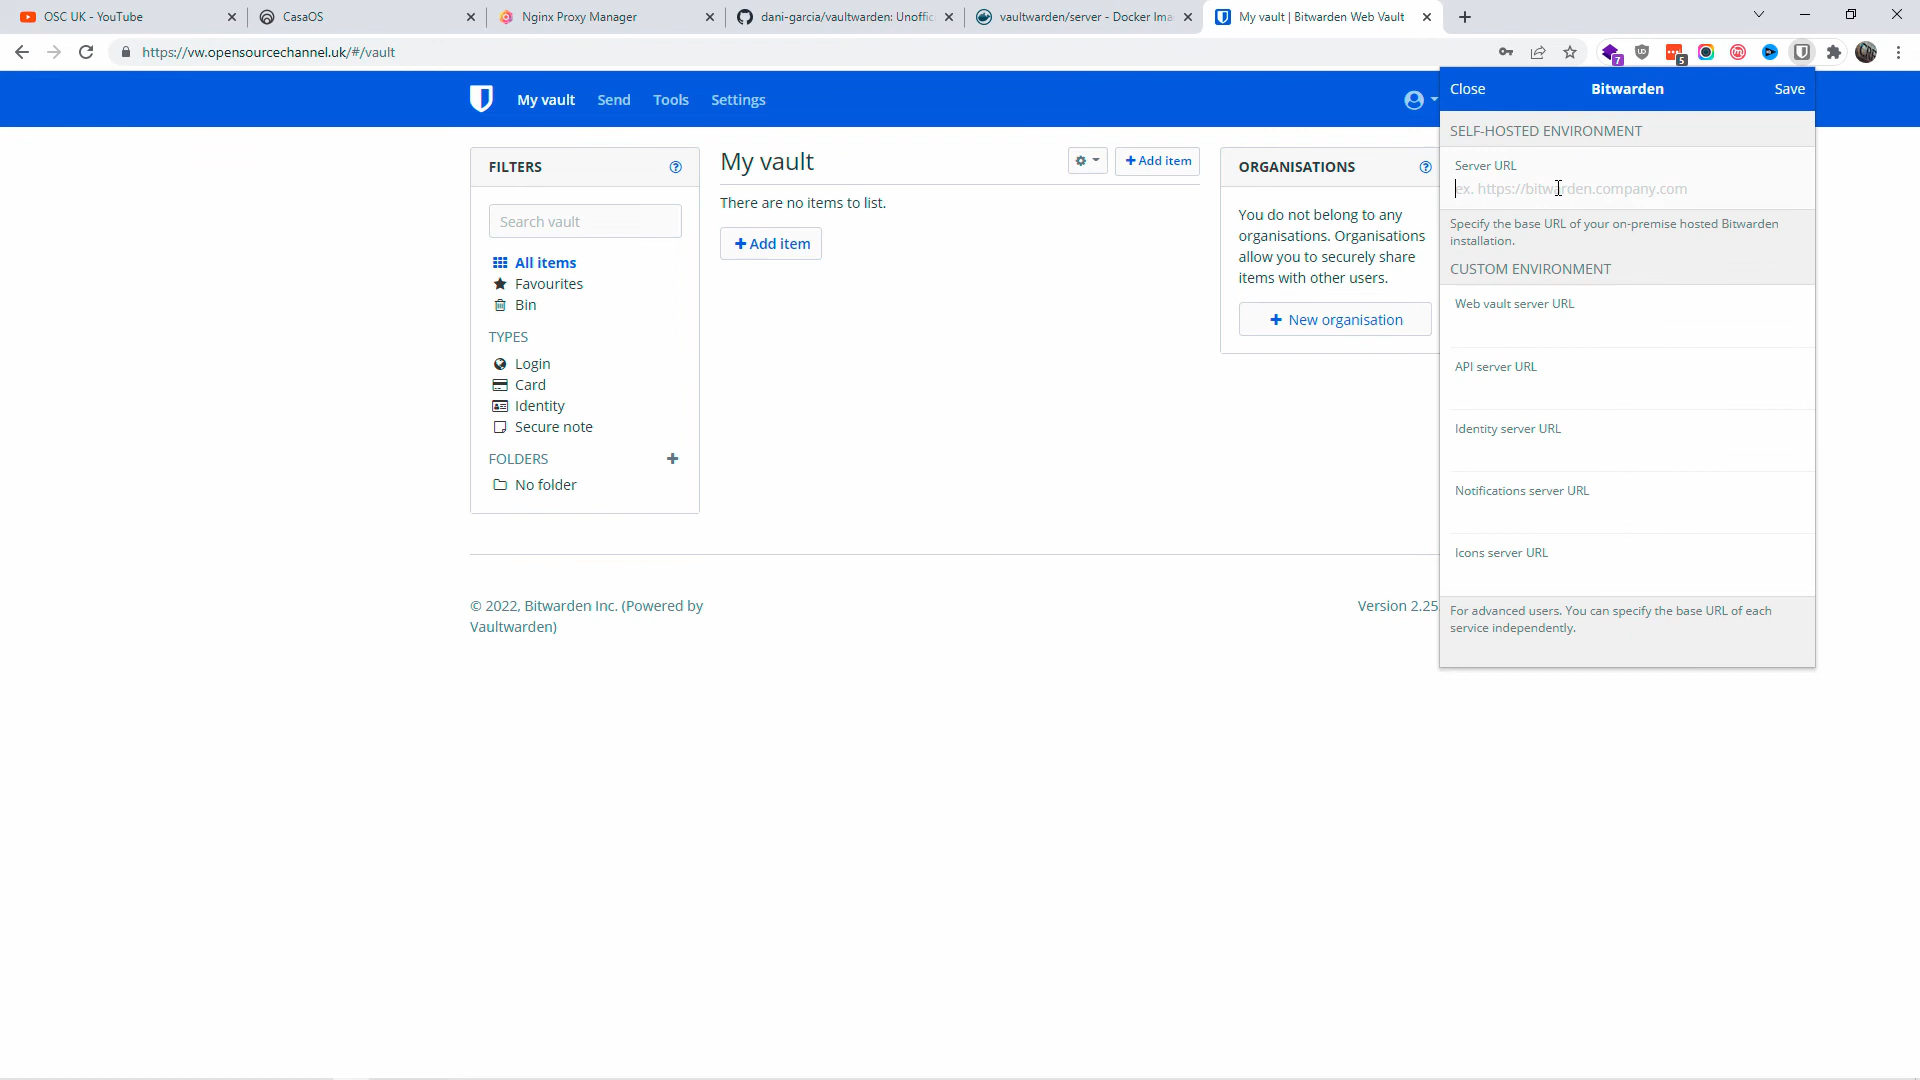 OSC UK - YouTube
CasaOS
Nginx Proxy Manager
dani-garcia/vaultwarden: Unoffic
vaultwarden/server - Docker Ima
My vault | Bitwarden Web Vault
https://vw.opensourcechannel.uk/#/vault
7
5
My vault
Send
Tools
Settings
FILTERS
Search vault
All items
Favourites
Bin
TYPES
Login
Card
Identity
Secure note
FOLDERS
No folder
My vault
Add item
There are no items to list.
Add item
ORGANISATIONS
You do not belong to any
organisations. Organisations
allow you to securely share
items with other users.
New organisation
© 2022, Bitwarden Inc. (Powered by
Vaultwarden)
Version 2.25
Close
Bitwarden
Save
SELF-HOSTED ENVIRONMENT
Server URL
ex. https://bitwarden.company.com
Specify the base URL of your on-premise hosted Bitwarden
installation.
CUSTOM ENVIRONMENT
Web vault server URL
API server URL
Identity server URL
Notifications server URL
Icons server URL
For advanced users. You can specify the base URL of each
service independently.